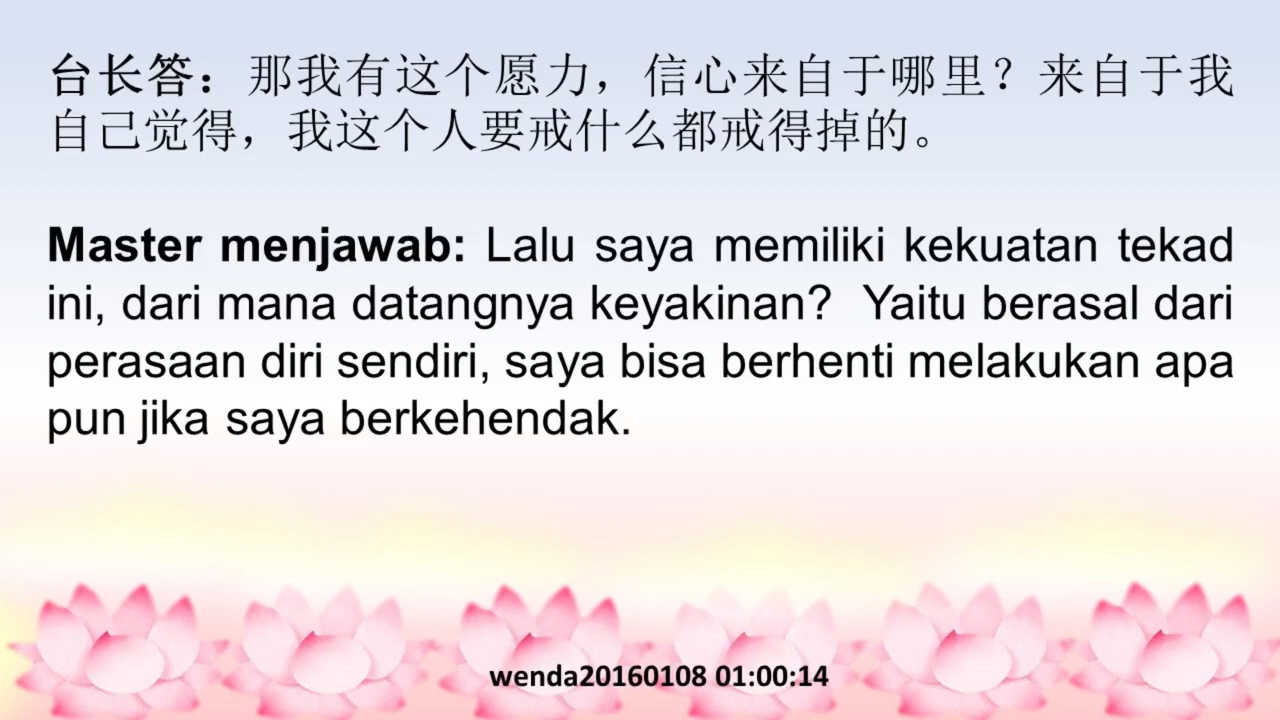 台长答：那我有这个愿力，信心来自于哪里？来自于我
自己觉得，我这个人要戒什么都戒得掉的。
Master menjawab: Lalu saya memiliki kekuatan tekad
ini, dari mana datangnya keyakinan? Yaitu berasal dari
perasaan diri sendiri, saya bisa berhenti melakukan apa
pun jika saya berkehendak.
wenda20160108 01:00:14